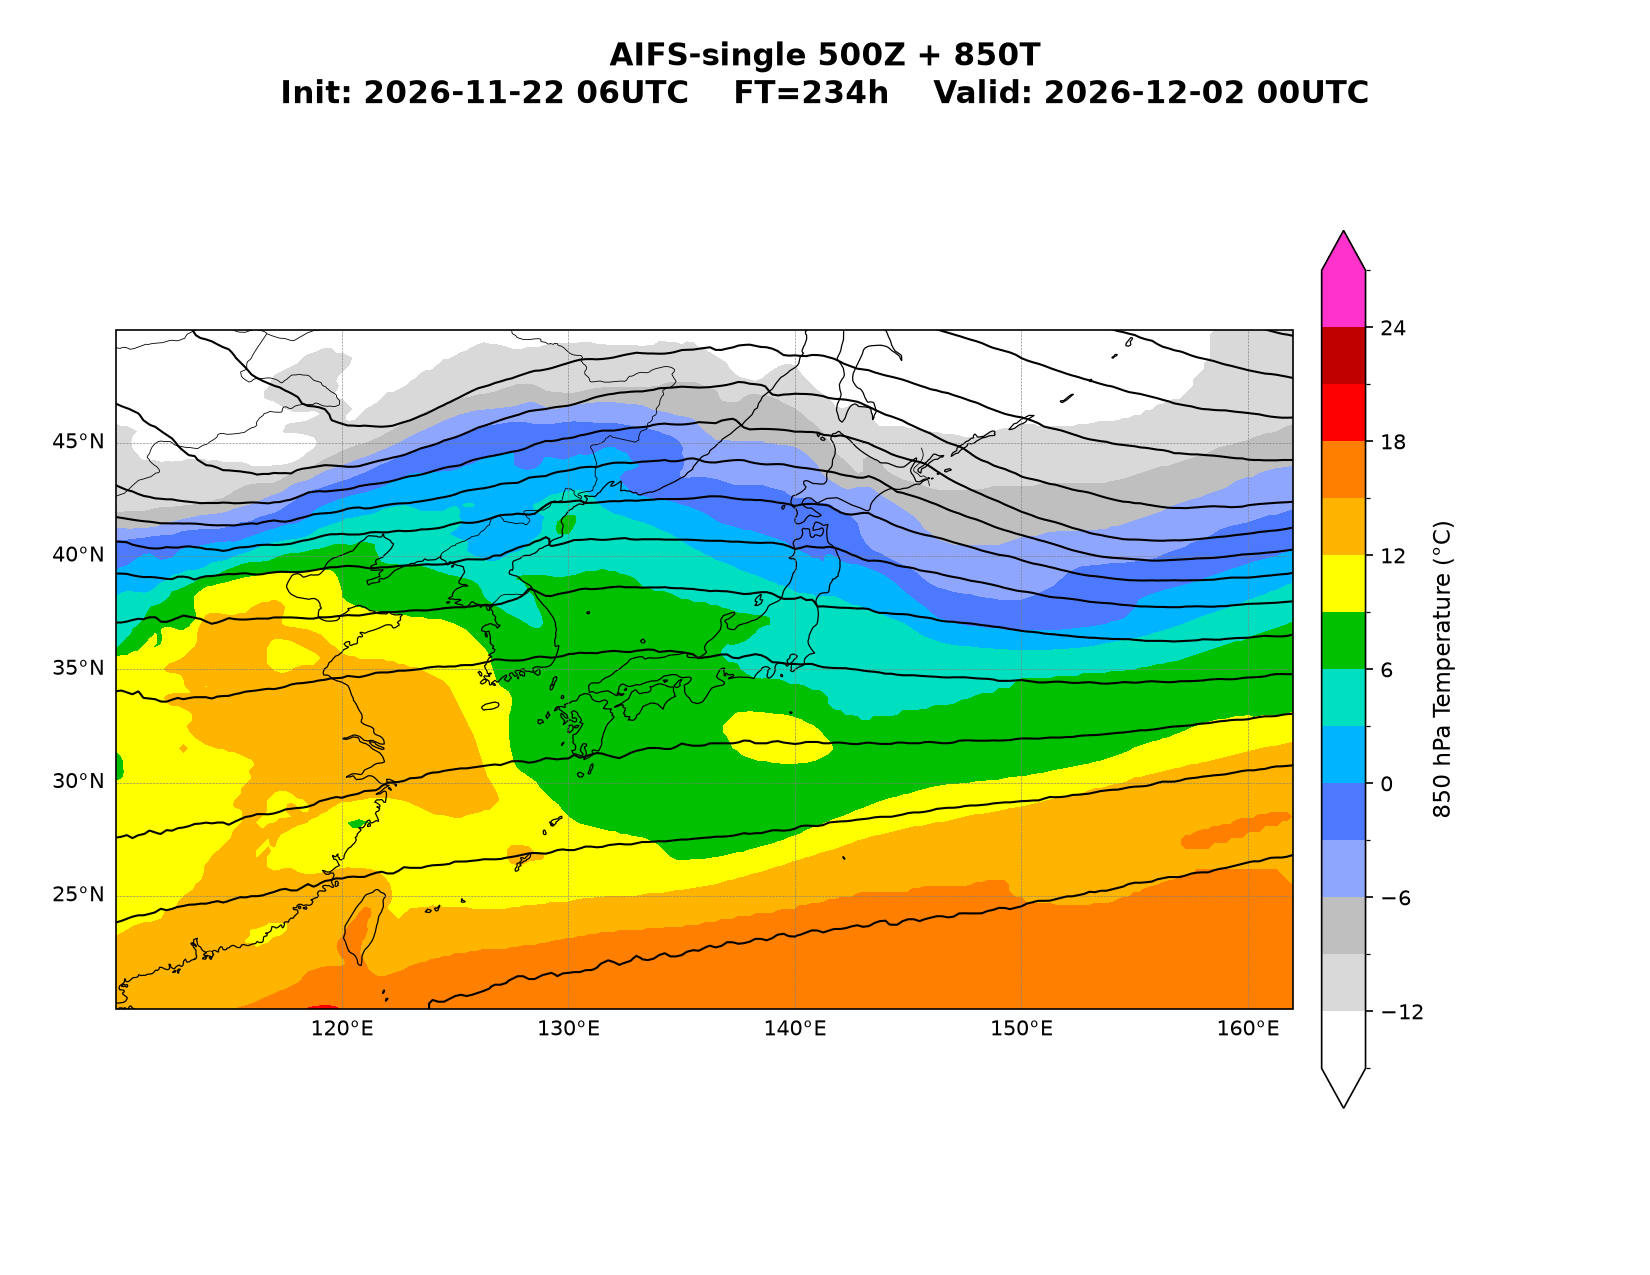 AIFS-single 500Z + 850T
Init: 2026-11-22 06UTC    FT=234h    Valid: 2026-12-02 00UTC
45°N
40°N
35°N
30°N
25°N
120°E
130°E
140°E
150°E
160°E
24
18
12
6
0
−6
−12
850 hPa Temperature (°C)